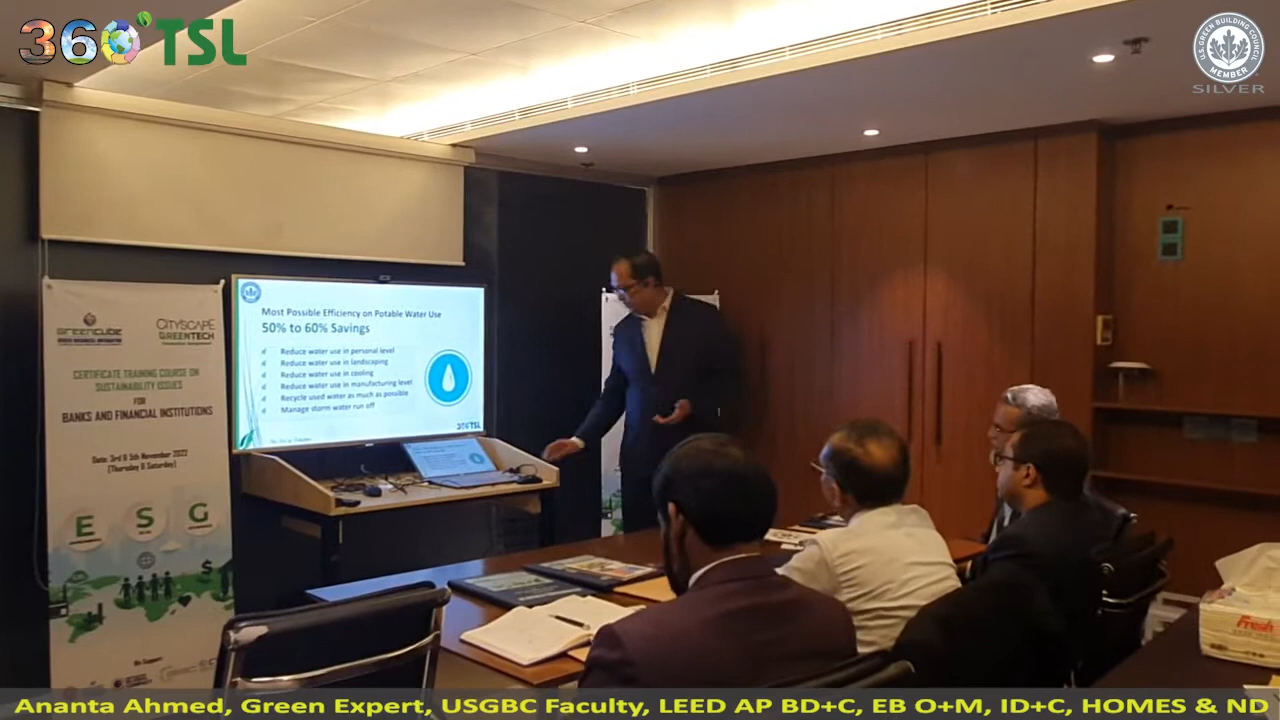 360 TSL
U.S. GREEN BUILDING COUNCIL
MEMBER
SILVER
GREENCUBE
CITYSCAPE
GREENTECH
CERTIFICATE TRAINING COURSE ON
SUSTAINABILITY ISSUES
FOR
BANKS AND FINANCIAL INSTITUTIONS
Date: 3rd & 5th November 2022
(Thursday & Saturday)
E S G
Most Possible Efficiency on Potable Water Use
50% to 60% Savings
Reduce water use in personal level
Reduce water use in landscaping
Reduce water use in cooling
Reduce water use in manufacturing level
Recycle used water as much as possible
Manage storm water run off
360TSL
Fresh
Ananta Ahmed, Green Expert, USGBC Faculty, LEED AP BD+C, EB O+M, ID+C, HOMES & ND